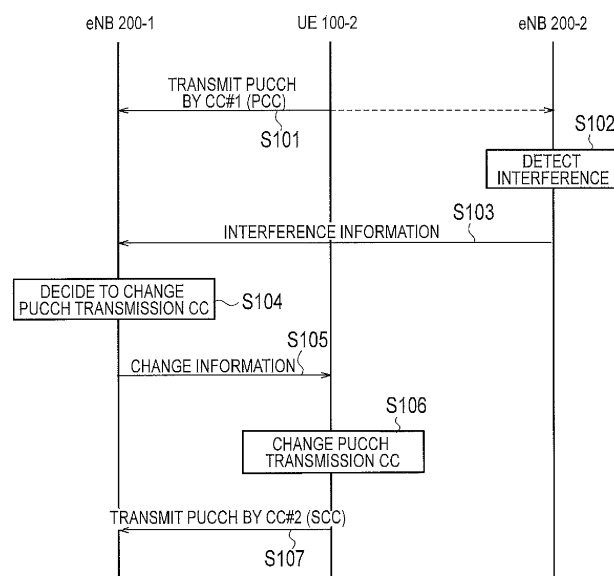 eNB 200-1
UE 100-2
eNB 200-2
TRANSMIT PUCCH
BY CC#1 (PCC)
S101
S102
DETECT
INTERFERENCE
S103
INTERFERENCE INFORMATION
DECIDE TO CHANGE
PUCCH TRANSMISSION CC
S104
S105
CHANGE INFORMATION
S106
CHANGE PUCCH
TRANSMISSION CC
TRANSMIT PUCCH BY CC#2 (SCC)
S107